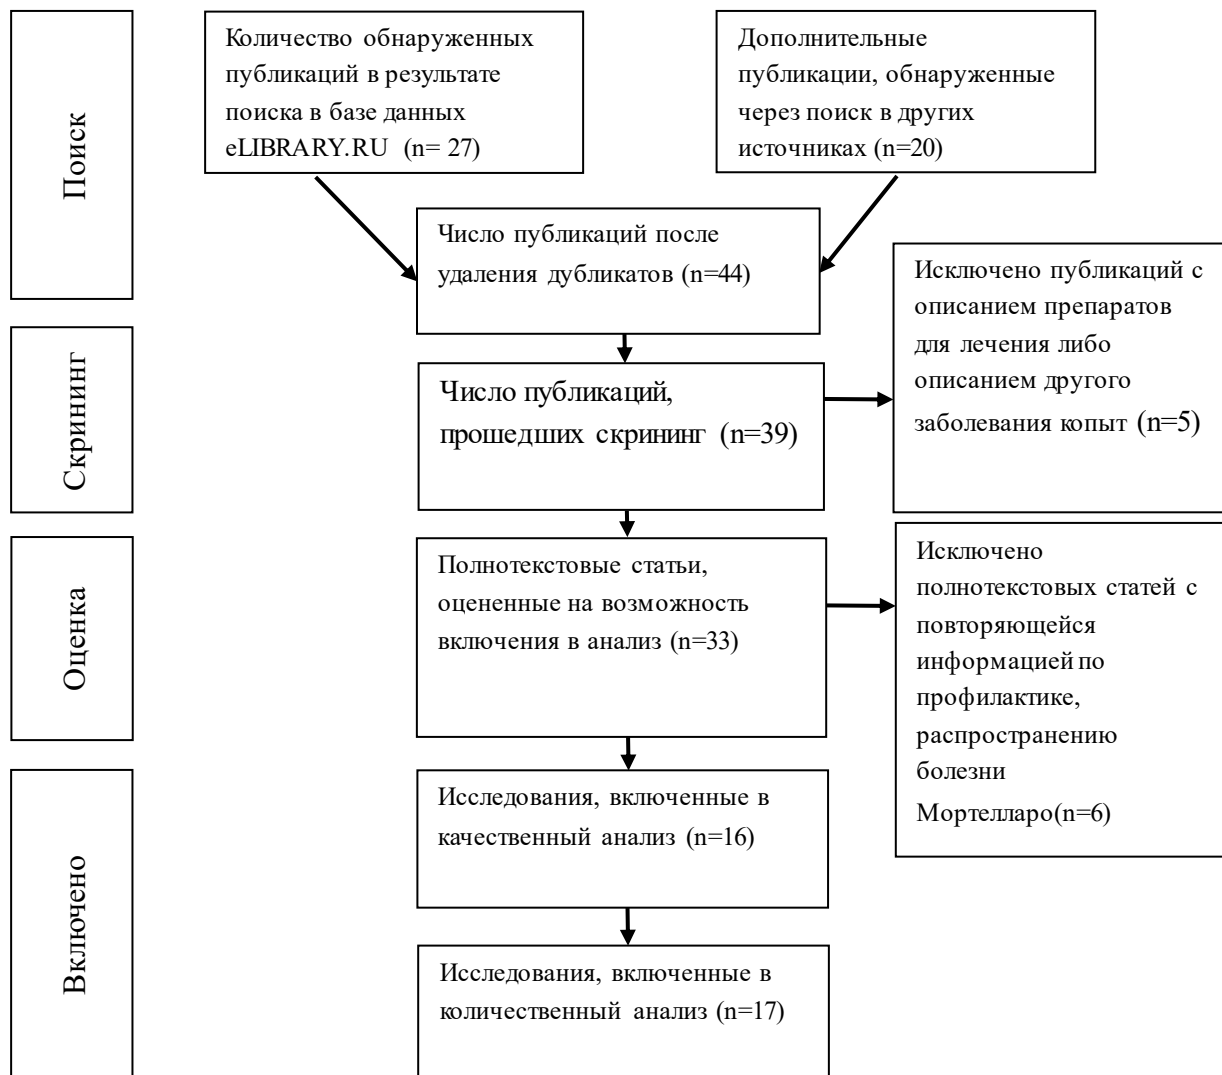 Поиск
Количество обнаруженных
публикаций в результате
поиска в базе данных
eLIBRARY.RU (n= 27)
Дополнительные
публикации, обнаруженные
через поиск в других
источниках (n=20)
Число публикаций после
удаления дубликатов (n=44)
Исключено публикаций с
описанием препаратов
для лечения либо
описанием другого
заболевания копыт (n=5)
Скрининг
Число публикаций,
прошедших скрининг (n=39)
Оценка
Полнотекстовые статьи,
оцененные на возможность
включения в анализ (n=33)
Исключено
полнотекстовых статей с
повторяющейся
информацией по
профилактике,
распространению
болезни
Мортелларо(n=6)
Включено
Исследования, включенные в
качественный анализ (n=16)
Исследования, включенные в
количественный анализ (n=17)